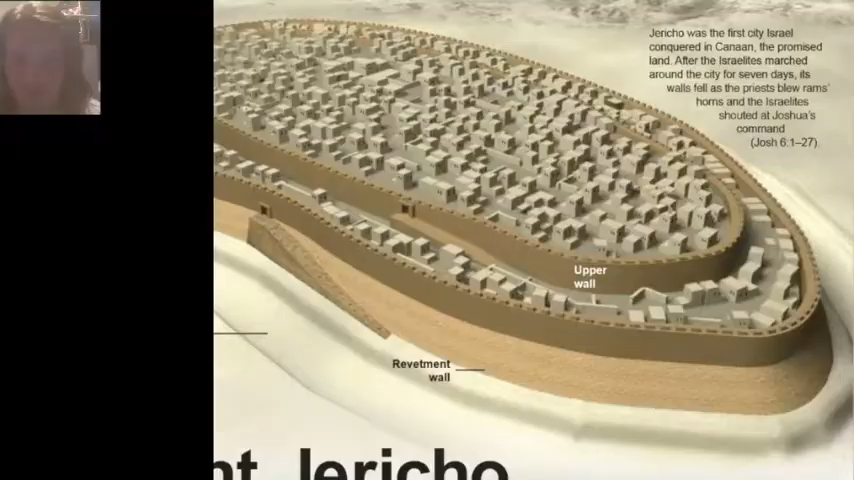 Jericho was the first city Israel
conquered in Canaan, the promised
land. After the Israelites marched
around the city for seven days, its
walls fell as the priests blew rams'
horns and the Israelites
shouted at Joshua's
command
(Josh 6:1–27).
Upper
wall
Revetment
wall
nt Jericho